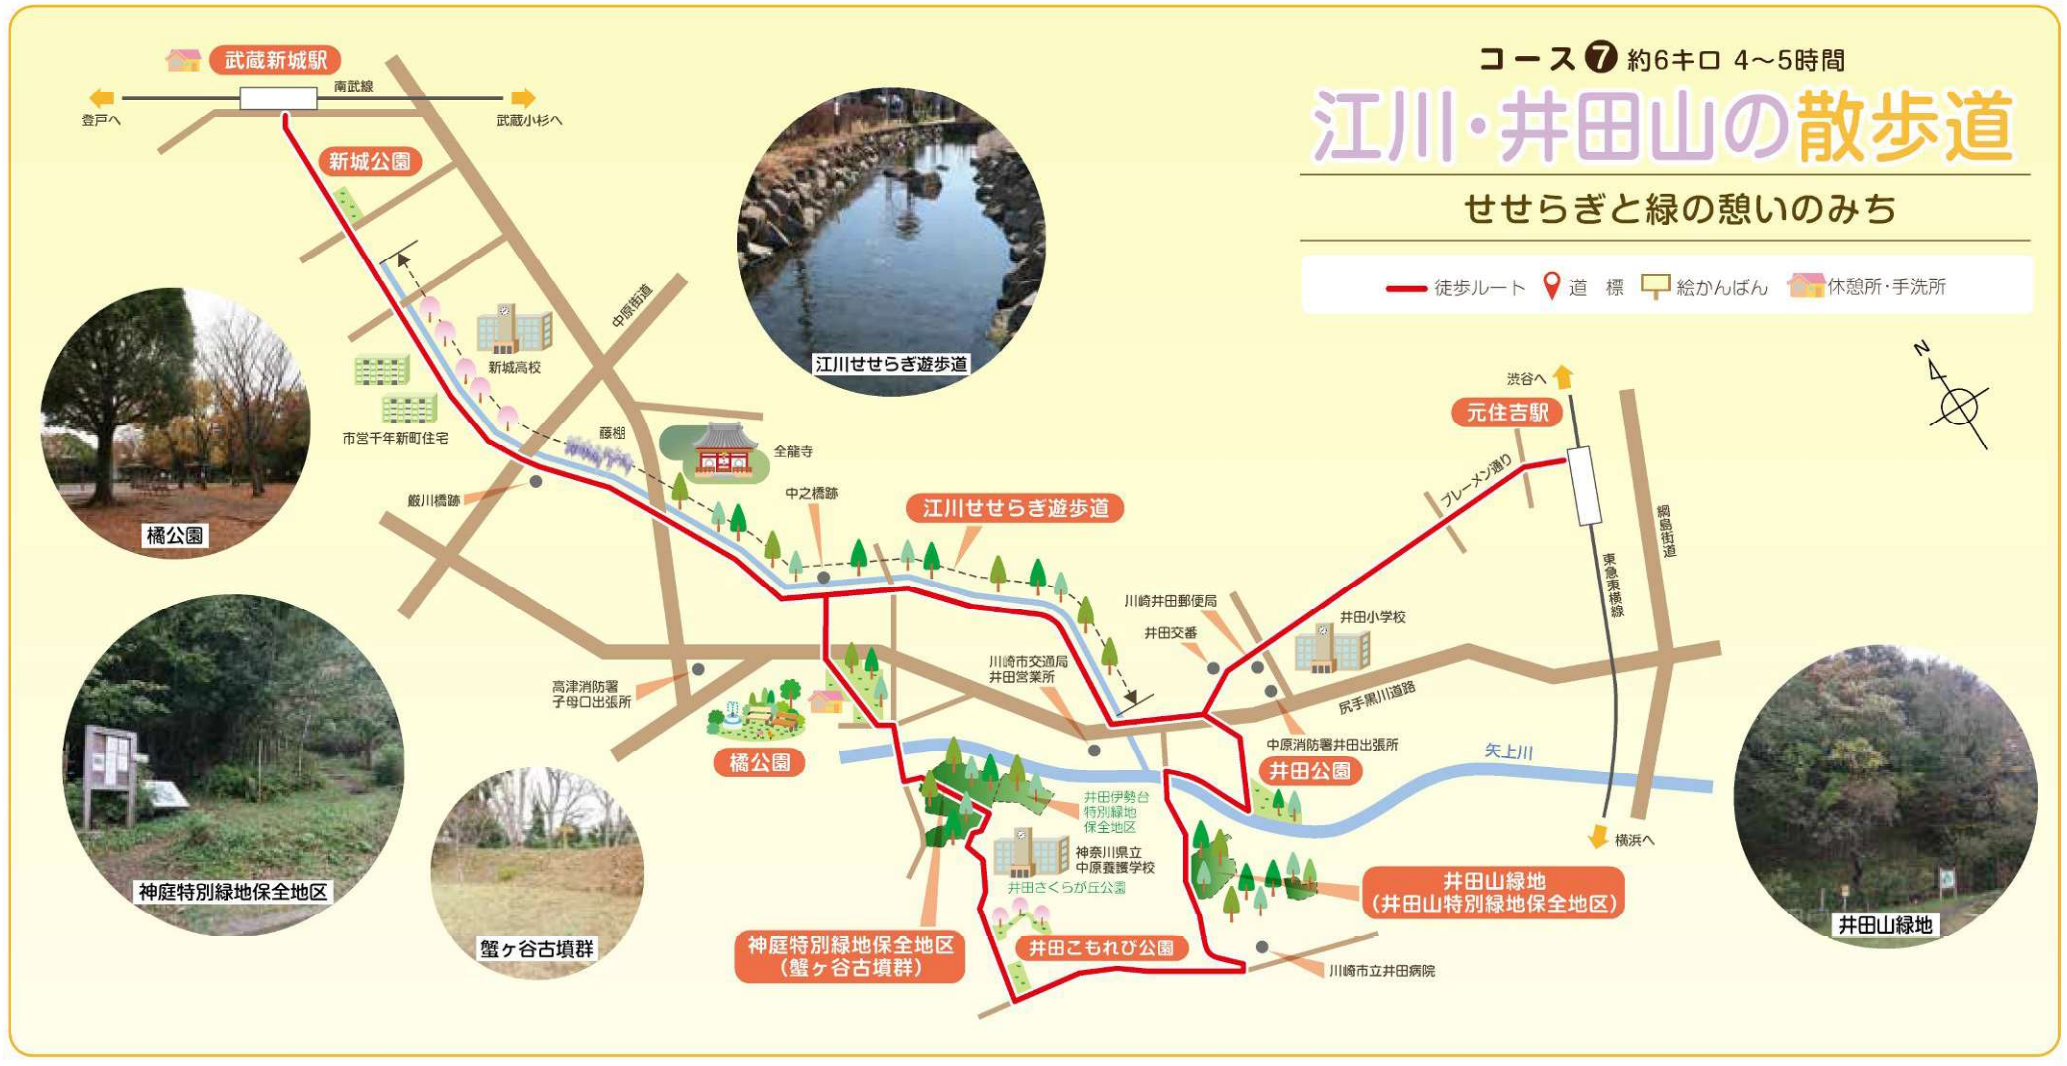 コース❼ 約6キロ 4〜5時間
江川・井田山の散歩道
せせらぎと緑の憩いのみち
徒歩ルート
道 標
絵かんばん
休憩所・手洗所
武蔵新城駅
南武線
登戸へ
武蔵小杉へ
新城公園
新城高校
市営千年新町住宅
中原街道
藤棚
全龍寺
巌川橋跡
中之橋跡
江川せせらぎ遊歩道
江川せせらぎ遊歩道
橘公園
神庭特別緑地保全地区
蟹ヶ谷古墳群
高津消防署
子母口出張所
橘公園
川崎市交通局
井田営業所
川崎井田郵便局
井田交番
井田小学校
中原消防署井田出張所
尻手黒川道路
井田公園
矢上川
N
渋谷へ
元住吉駅
ブレーメン通り
綱島街道
東急東横線
横浜へ
井田伊勢台
特別緑地
保全地区
神奈川県立
中原養護学校
井田さくらが丘公園
井田こもれび公園
神庭特別緑地保全地区
(蟹ヶ谷古墳群)
井田山緑地
(井田山特別緑地保全地区)
川崎市立井田病院
井田山緑地